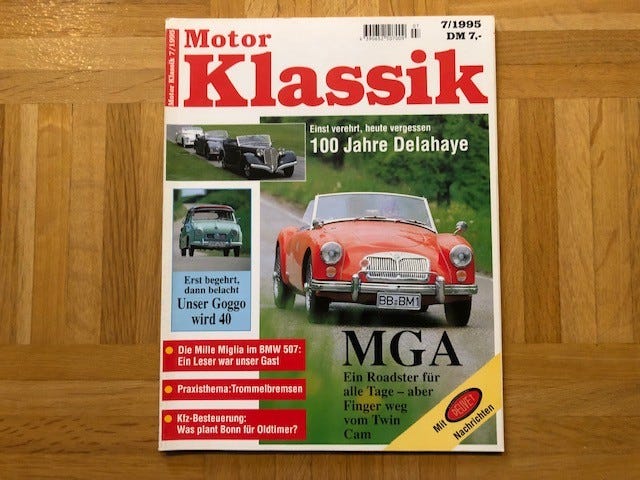 Motor Klassik 7/1995
Motor
Klassik
7/1995
DM 7,-
Einst verehrt, heute vergessen
100 Jahre Delahaye
Erst begehrt,
dann belacht
Unser Goggo
wird 40
BB-BM1
Die Mille Miglia im BMW 507:
Ein Leser war unser Gast
Praxisthema:Trommelbremsen
Kfz-Besteuerung:
Was plant Bonn für Oldtimer?
MGA
Ein Roadster für
alle Tage – aber
Finger weg
vom Twin
Cam
Mit
DEUVET
Nachrichten